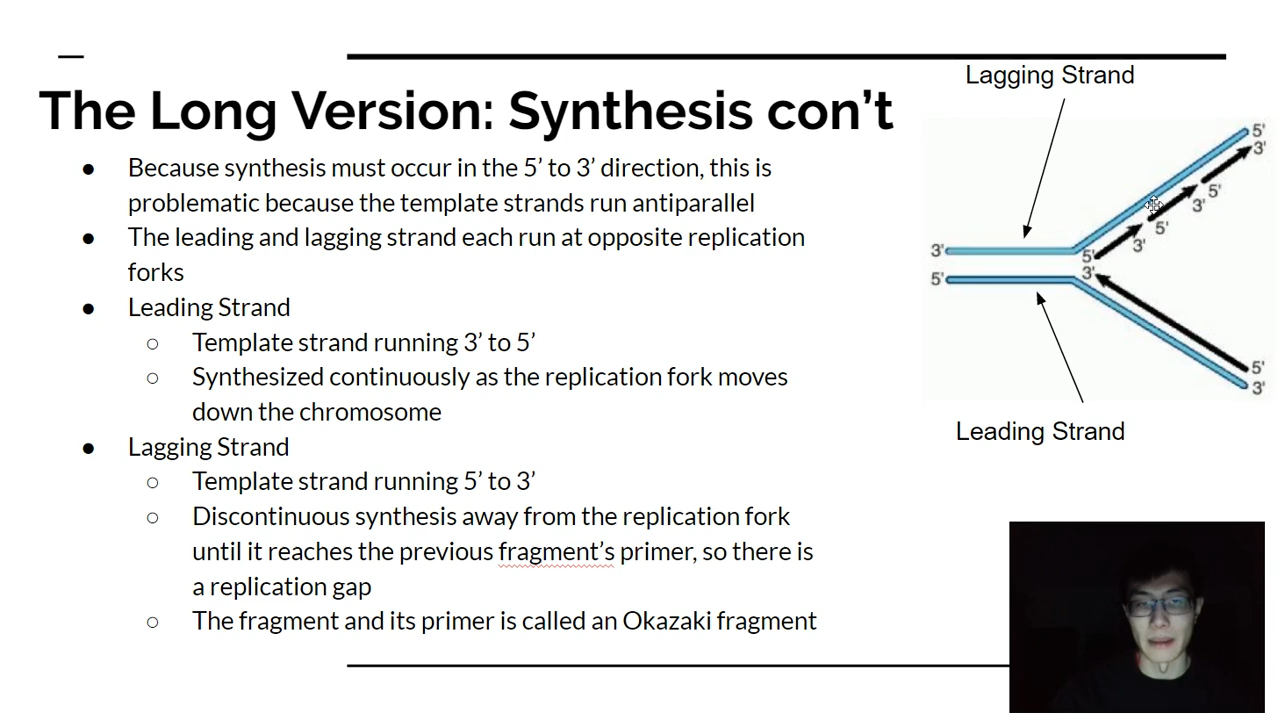 The Long Version: Synthesis con’t
● Because synthesis must occur in the 5’ to 3’ direction, this is
problematic because the template strands run antiparallel
● The leading and lagging strand each run at opposite replication
forks
● Leading Strand
○ Template strand running 3’ to 5’
○ Synthesized continuously as the replication fork moves
down the chromosome
● Lagging Strand
○ Template strand running 5’ to 3’
○ Discontinuous synthesis away from the replication fork
until it reaches the previous fragment’s primer, so there is
a replication gap
○ The fragment and its primer is called an Okazaki fragment
Lagging Strand
5'
3'
5'
3'
5'
3'
3'
5'
3'
5'
5'
3'
Leading Strand